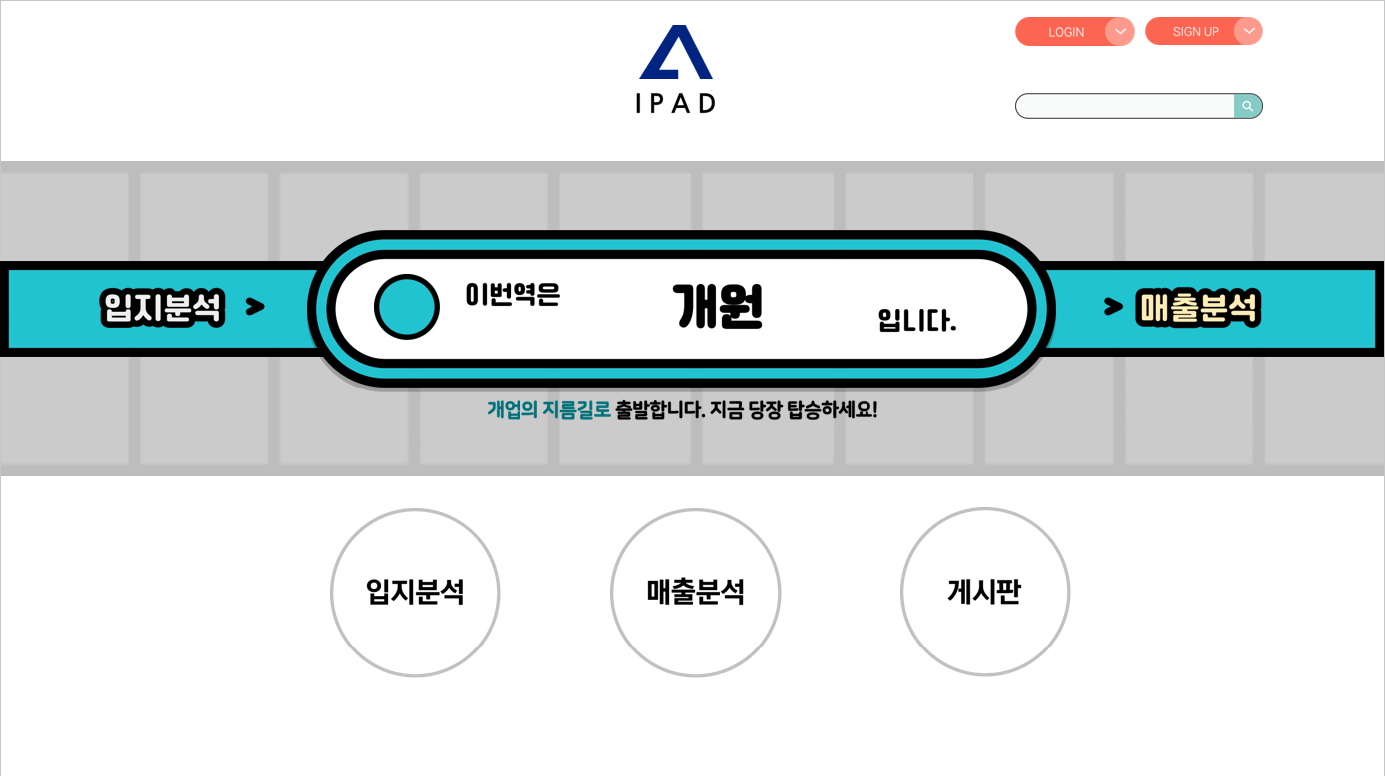 LOGIN
SIGN UP
IPAD
입지분석 >
이번역은 개원 입니다.
> 매출분석
개업의 지름길로 출발합니다. 지금 당장 탑승하세요!
입지분석
매출분석
게시판